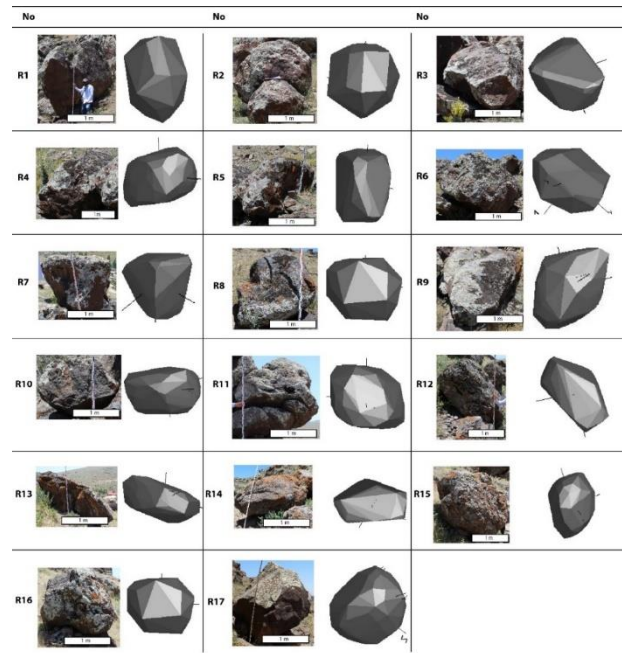 No No No
R1 1 m R2 1 m R3 1 m
R4 1m R5 1 m R6 1 m
R7 1 m R8 1 m R9 1 m
R10 1 m R11 1 m R12 1 m
R13 1 m R14 1 m R15 1 m
R16 1 m R17 1 m